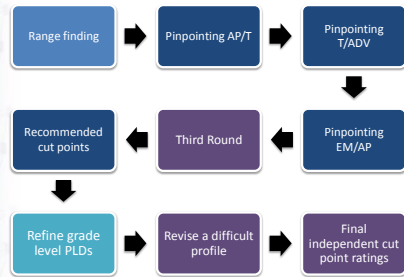 Range finding
Pinpointing AP/T
Pinpointing
T/ADV
Recommended
cut points
Third Round
Pinpointing
EM/AP
Refine grade
level PLDs
Revise a difficult
profile
Final
independent cut
point ratings